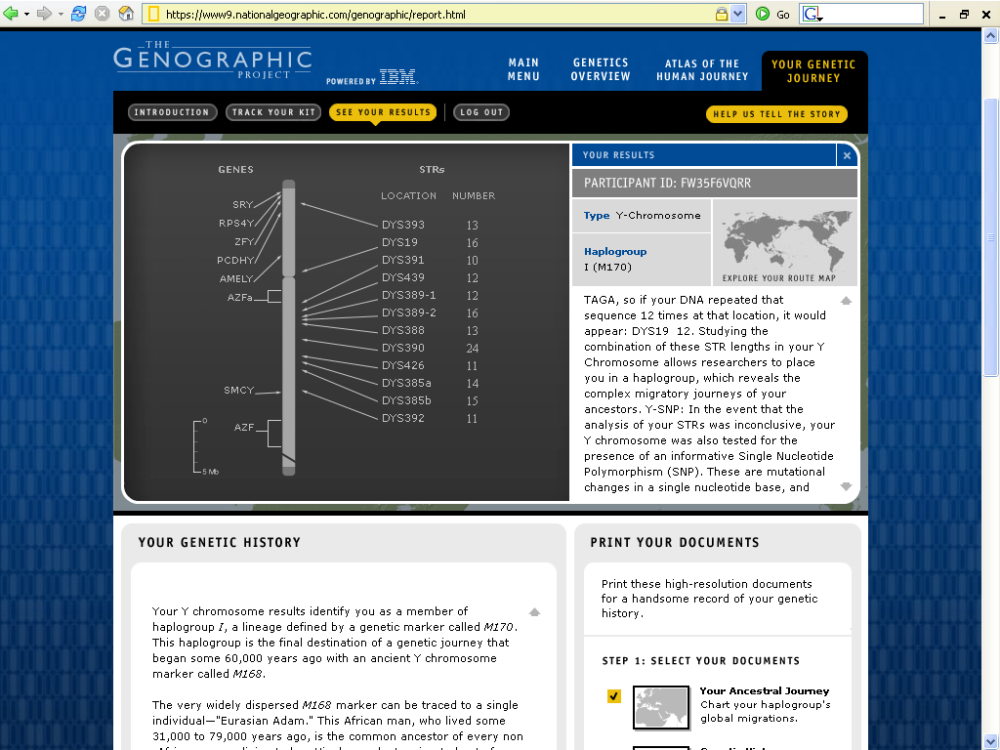 https://www9.nationalgeographic.com/genographic/report.html
Go
G
THE
GENOGRAPHIC
PROJECT
POWERED BY IBM
MAIN MENU
GENETICS OVERVIEW
ATLAS OF THE HUMAN JOURNEY
YOUR GENETIC JOURNEY
INTRODUCTION
TRACK YOUR KIT
SEE YOUR RESULTS
LOG OUT
HELP US TELL THE STORY
GENES
STRs
LOCATION NUMBER
SRY
RPS4Y
ZFY
PCDHY
AMELY
AZFa
SMCY
AZF
0
5 Mb
DYS393 13
DYS19 16
DYS391 10
DYS439 12
DYS389-1 12
DYS389-2 16
DYS388 13
DYS390 24
DYS426 11
DYS385a 14
DYS385b 15
DYS392 11
YOUR RESULTS
PARTICIPANT ID: FW35F6VQRR
Type Y-Chromosome
Haplogroup
I (M170)
EXPLORE YOUR ROUTE MAP
TAGA, so if your DNA repeated that
sequence 12 times at that location, it would
appear: DYS19 12. Studying the
combination of these STR lengths in your Y
Chromosome allows researchers to place
you in a haplogroup, which reveals the
complex migratory journeys of your
ancestors. Y-SNP: In the event that the
analysis of your STRs was inconclusive, your
Y chromosome was also tested for the
presence of an informative Single Nucleotide
Polymorphism (SNP). These are mutational
changes in a single nucleotide base, and
YOUR GENETIC HISTORY
Your Y chromosome results identify you as a member of
haplogroup I, a lineage defined by a genetic marker called M170.
This haplogroup is the final destination of a genetic journey that
began some 60,000 years ago with an ancient Y chromosome
marker called M168.
The very widely dispersed M168 marker can be traced to a single
individual—"Eurasian Adam." This African man, who lived some
31,000 to 79,000 years ago, is the common ancestor of every non
PRINT YOUR DOCUMENTS
Print these high-resolution documents
for a handsome record of your genetic
history.
STEP 1: SELECT YOUR DOCUMENTS
Your Ancestral Journey
Chart your haplogroup's
global migrations.